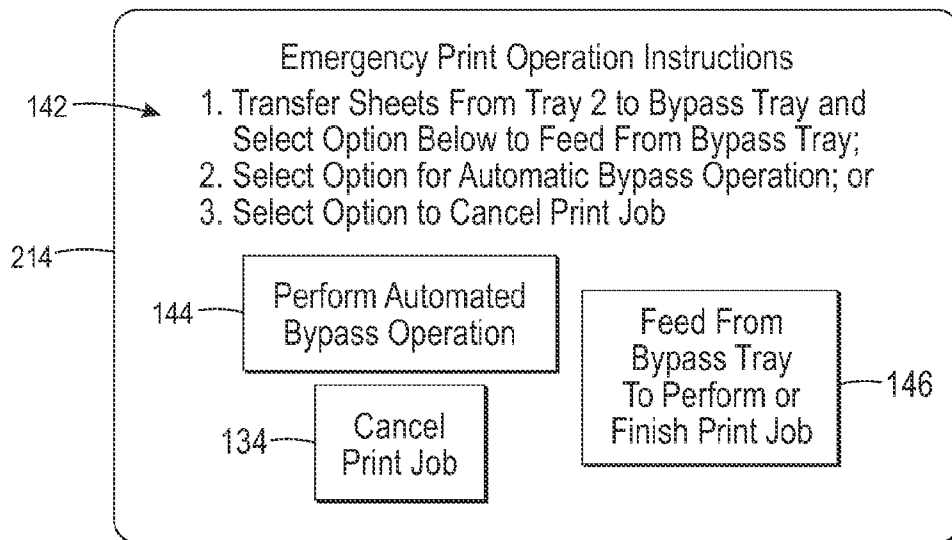 Emergency Print Operation Instructions
142
1. Transfer Sheets From Tray 2 to Bypass Tray and
Select Option Below to Feed From Bypass Tray;
2. Select Option for Automatic Bypass Operation; or
3. Select Option to Cancel Print Job
214
144
Perform Automated
Bypass Operation
Feed From
Bypass Tray
To Perform or
Finish Print Job
146
134
Cancel
Print Job